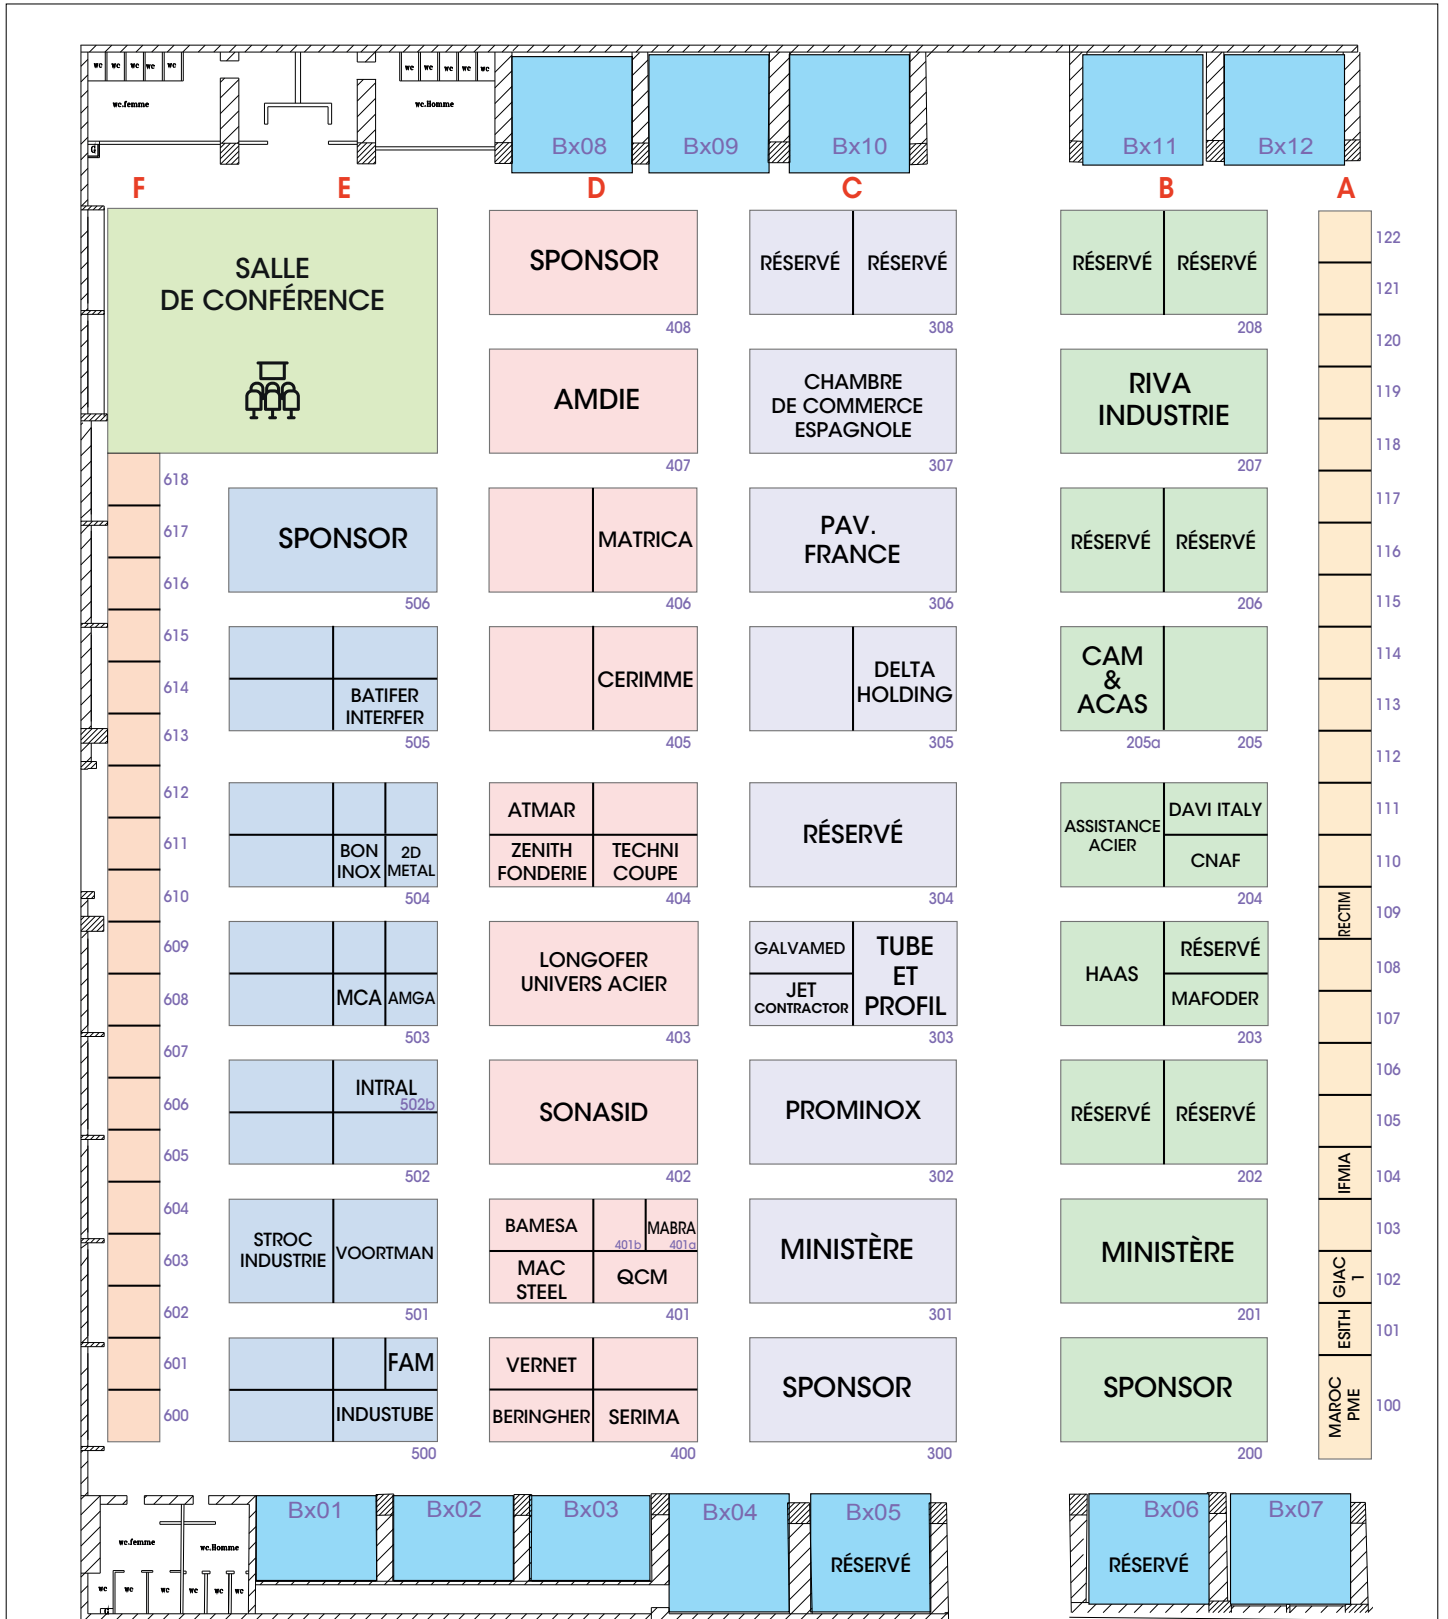 wc wc wc wc wc
wc wc wc wc wc
wc.femme
wc.Homme
G
Bx08
Bx09
Bx10
Bx11
Bx12
F
E
D
C
B
A
SALLE
DE CONFÉRENCE
SPONSOR
408
RÉSERVÉ
RÉSERVÉ
308
RÉSERVÉ
RÉSERVÉ
208
122
121
120
AMDIE
407
CHAMBRE
DE COMMERCE
ESPAGNOLE
307
RIVA
INDUSTRIE
207
119
118
618
617
616
SPONSOR
506
MATRICA
406
PAV.
FRANCE
306
RÉSERVÉ
RÉSERVÉ
206
117
116
115
615
614
613
BATIFER
INTERFER
505
CERIMME
405
DELTA
HOLDING
305
CAM
&
ACAS
205a
205
114
113
112
612
611
610
BON
INOX
2D
METAL
504
ATMAR
ZENITH
FONDERIE
TECHNI
COUPE
404
RÉSERVÉ
304
ASSISTANCE
ACIER
DAVI ITALY
CNAF
204
111
110
RECTIM
109
609
608
607
MCA
AMGA
503
LONGOFER
UNIVERS ACIER
403
GALVAMED
JET
CONTRACTOR
TUBE
ET
PROFIL
303
HAAS
RÉSERVÉ
MAFODER
203
108
107
606
605
INTRAL
502b
502
SONASID
402
PROMINOX
302
RÉSERVÉ
RÉSERVÉ
202
106
105
IFMIA
104
604
603
602
STROC
INDUSTRIE
VOORTMAN
501
BAMESA
401b
MABRA
401a
MAC
STEEL
QCM
401
MINISTÈRE
301
MINISTÈRE
201
103
GIAC
1
102
ESITH
101
601
600
FAM
INDUSTUBE
500
VERNET
BERINGHER
SERIMA
400
SPONSOR
300
SPONSOR
200
MAROC
PME
100
Bx01
Bx02
Bx03
Bx04
Bx05
RÉSERVÉ
Bx06
RÉSERVÉ
Bx07
wc.femme
wc.Homme
wc wc wc wc wc wc
G